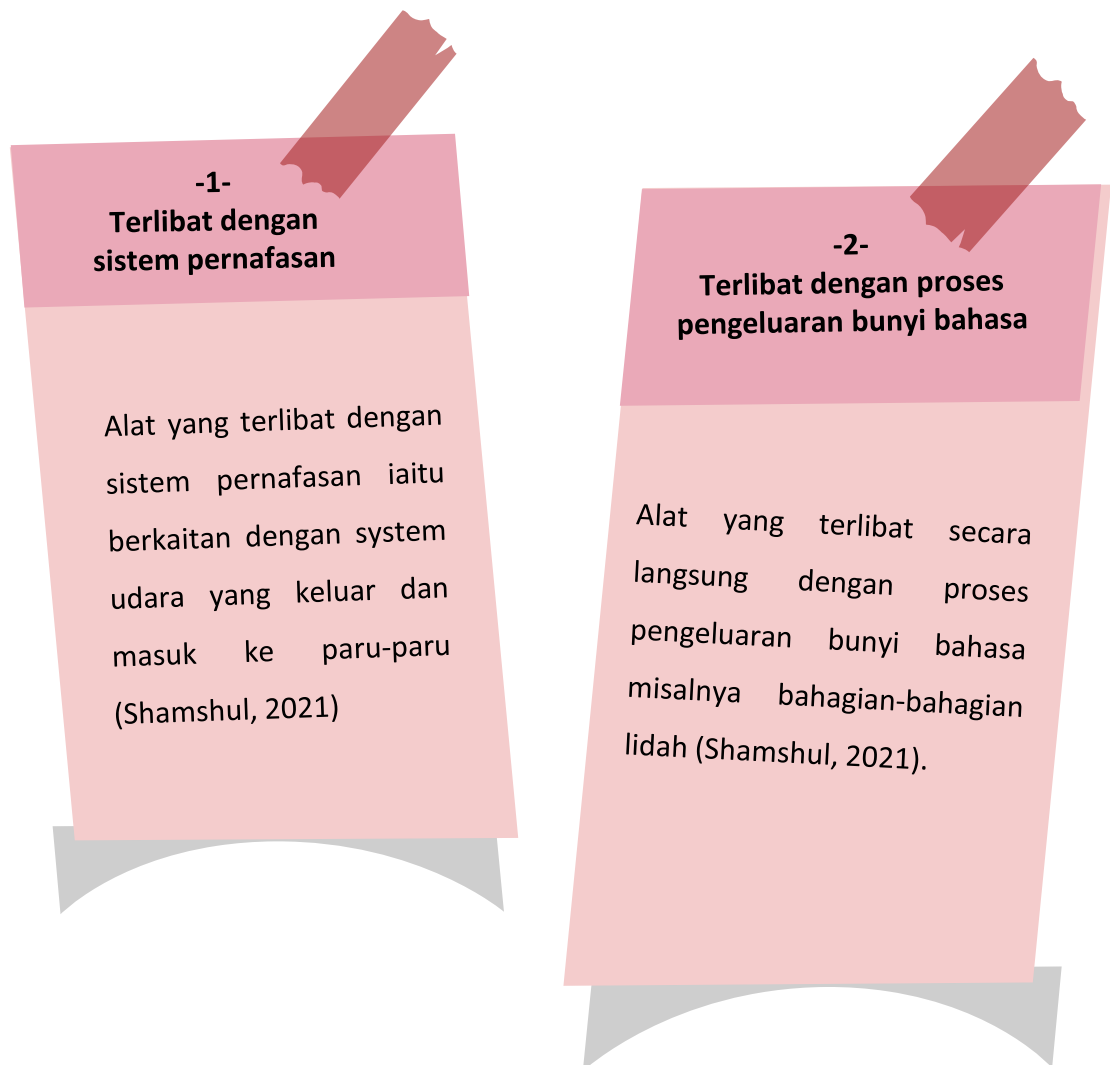 -1-
Terlibat dengan
sistem pernafasan
Alat yang terlibat dengan
sistem pernafasan iaitu
berkaitan dengan system
udara yang keluar dan
masuk ke paru-paru
(Shamshul, 2021)
-2-
Terlibat dengan proses
pengeluaran bunyi bahasa
Alat yang terlibat secara
langsung dengan proses
pengeluaran bunyi bahasa
misalnya bahagian-bahagian
lidah (Shamshul, 2021).